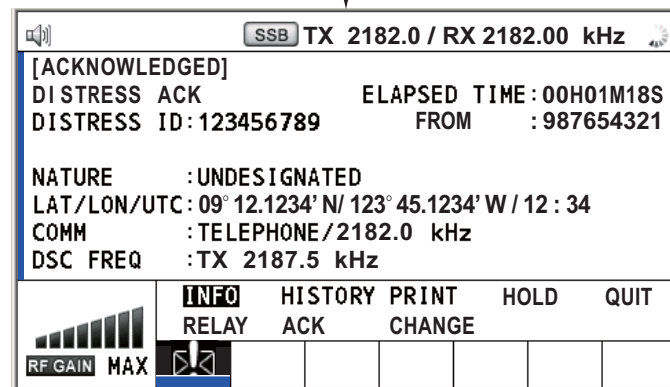 SSB TX 2182.0 / RX 2182.00 kHz
[ACKNOWLEDGED]
DISTRESS ACK ELAPSED TIME:00H01M18S
DISTRESS ID:123456789 FROM :987654321
NATURE :UNDESIGNATED
LAT/LON/UTC:09° 12.1234' N/ 123° 45.1234' W / 12 : 34
COMM :TELEPHONE/2182.0 kHz
DSC FREQ :TX 2187.5 kHz
INFO HISTORY PRINT HOLD QUIT
RELAY ACK CHANGE
RF GAIN MAX